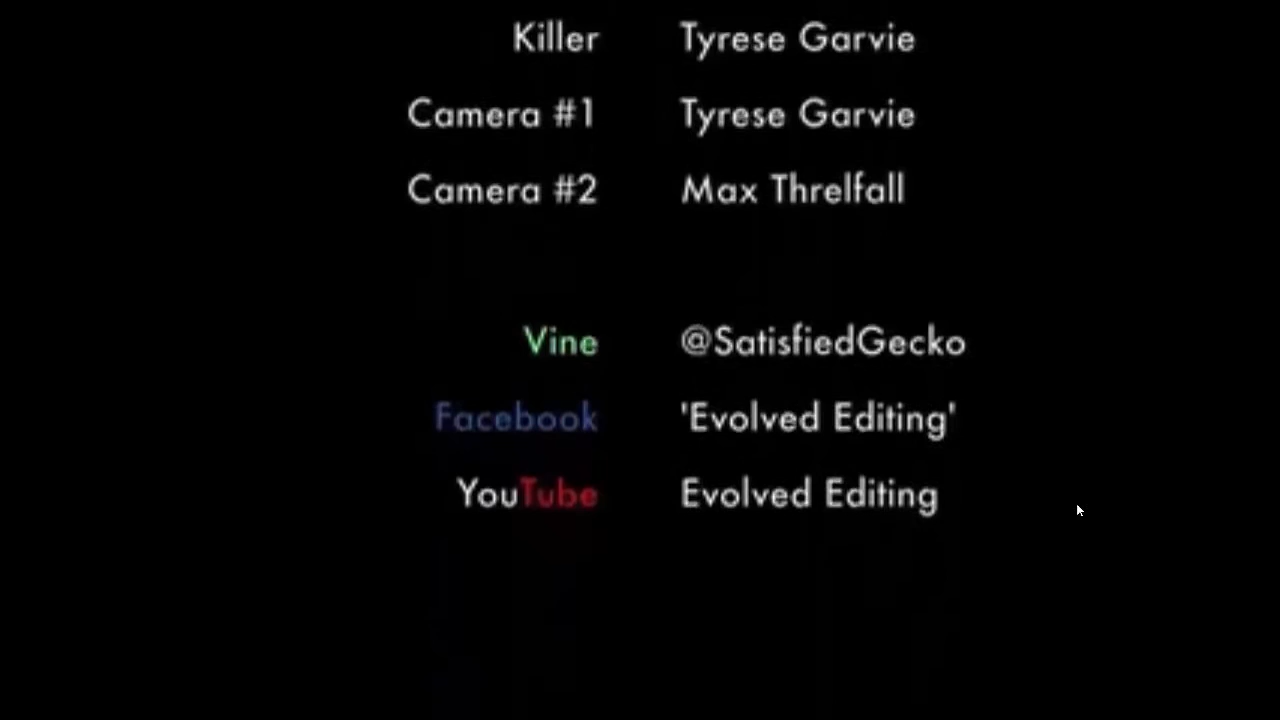 Killer Tyrese Garvie
Camera #1 Tyrese Garvie
Camera #2 Max Threlfall
Vine @SatisfiedGecko
Facebook 'Evolved Editing'
YouTube Evolved Editing